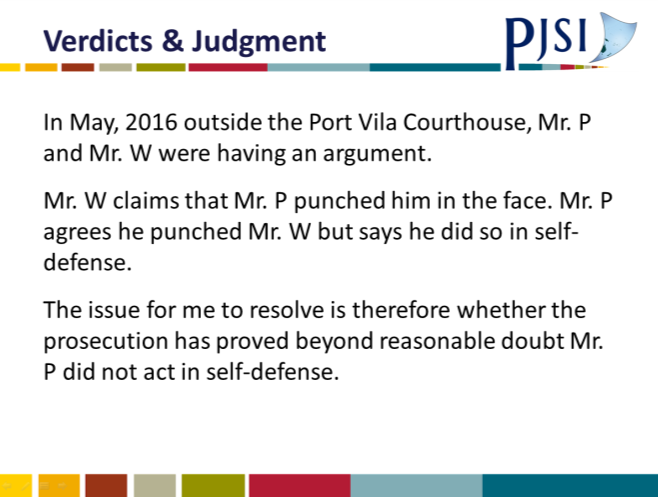 Verdicts & Judgment
PJSI
In May, 2016 outside the Port Vila Courthouse, Mr. P
and Mr. W were having an argument.
Mr. W claims that Mr. P punched him in the face. Mr. P
agrees he punched Mr. W but says he did so in self-
defense.
The issue for me to resolve is therefore whether the
prosecution has proved beyond reasonable doubt Mr.
P did not act in self-defense.